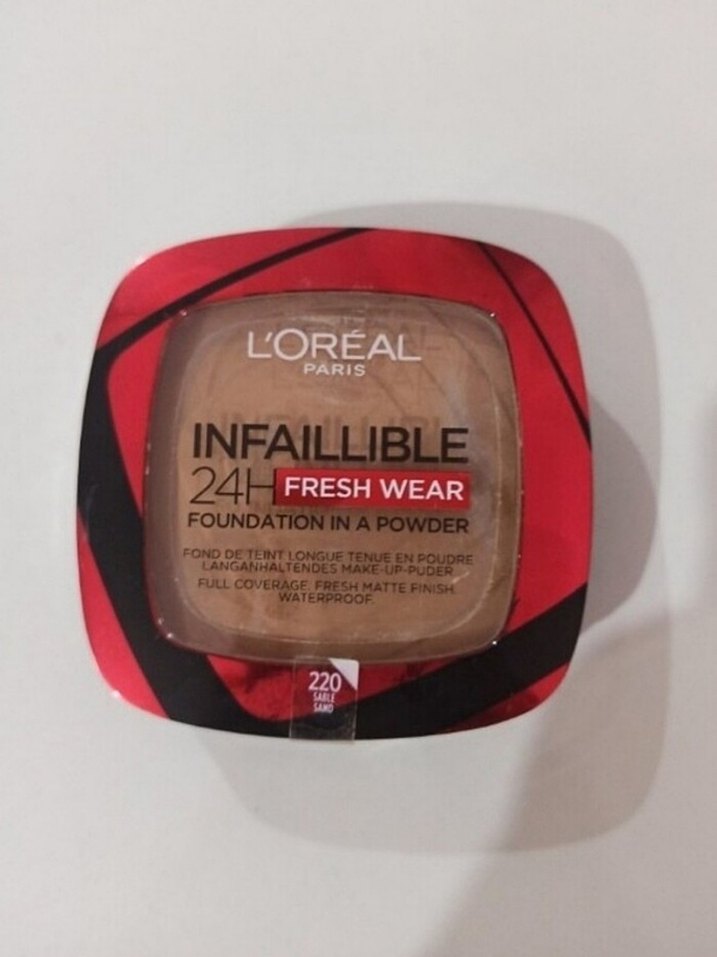 L'ORÉAL
PARIS
INFAILLIBLE
24H FRESH WEAR
FOUNDATION IN A POWDER
FOND DE TEINT LONGUE TENUE EN POUDRE
LANGANHALTENDES MAKE-UP-PUDER
FULL COVERAGE. FRESH MATTE FINISH.
WATERPROOF.
220
SABLE
SAND